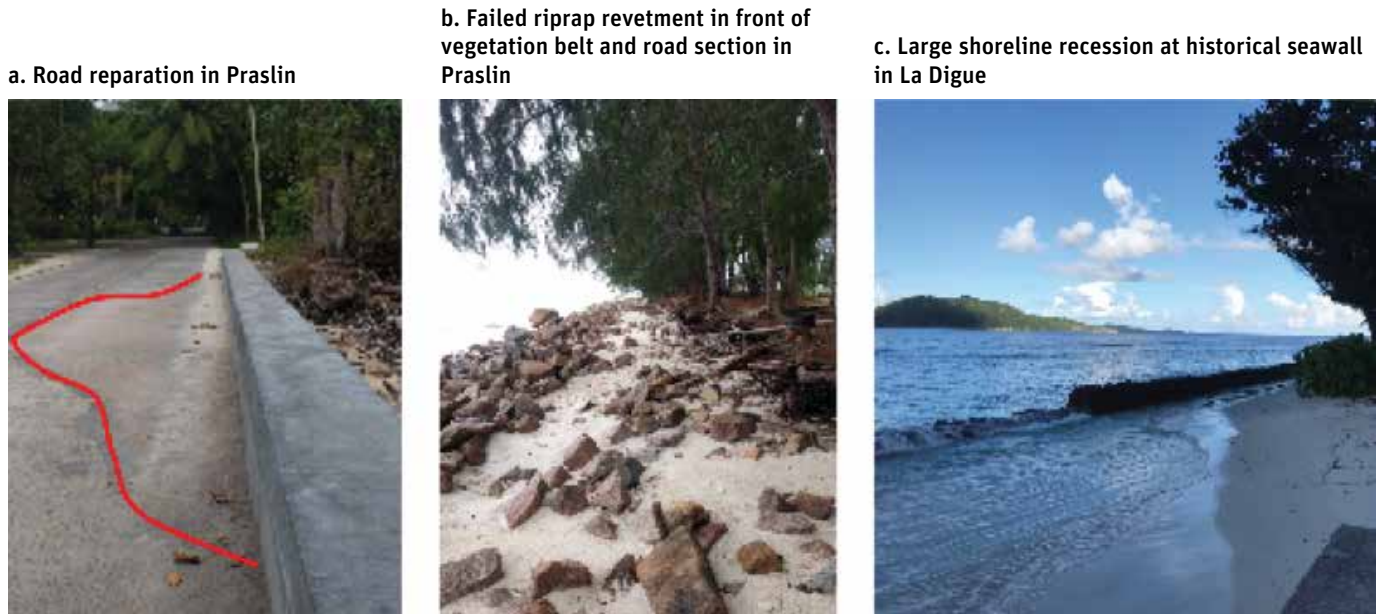 a. Road reparation in Praslin
b. Failed riprap revetment in front of
vegetation belt and road section in
Praslin
c. Large shoreline recession at historical seawall
in La Digue